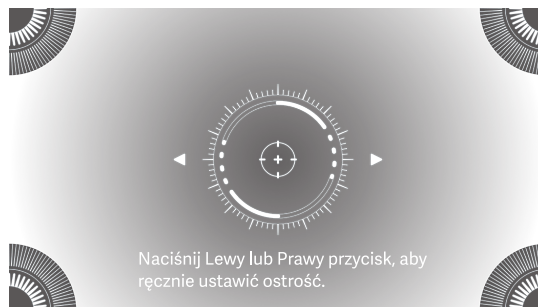 Naciśnij Lewy lub Prawy przycisk, aby
ręcznie ustawić ostrość.